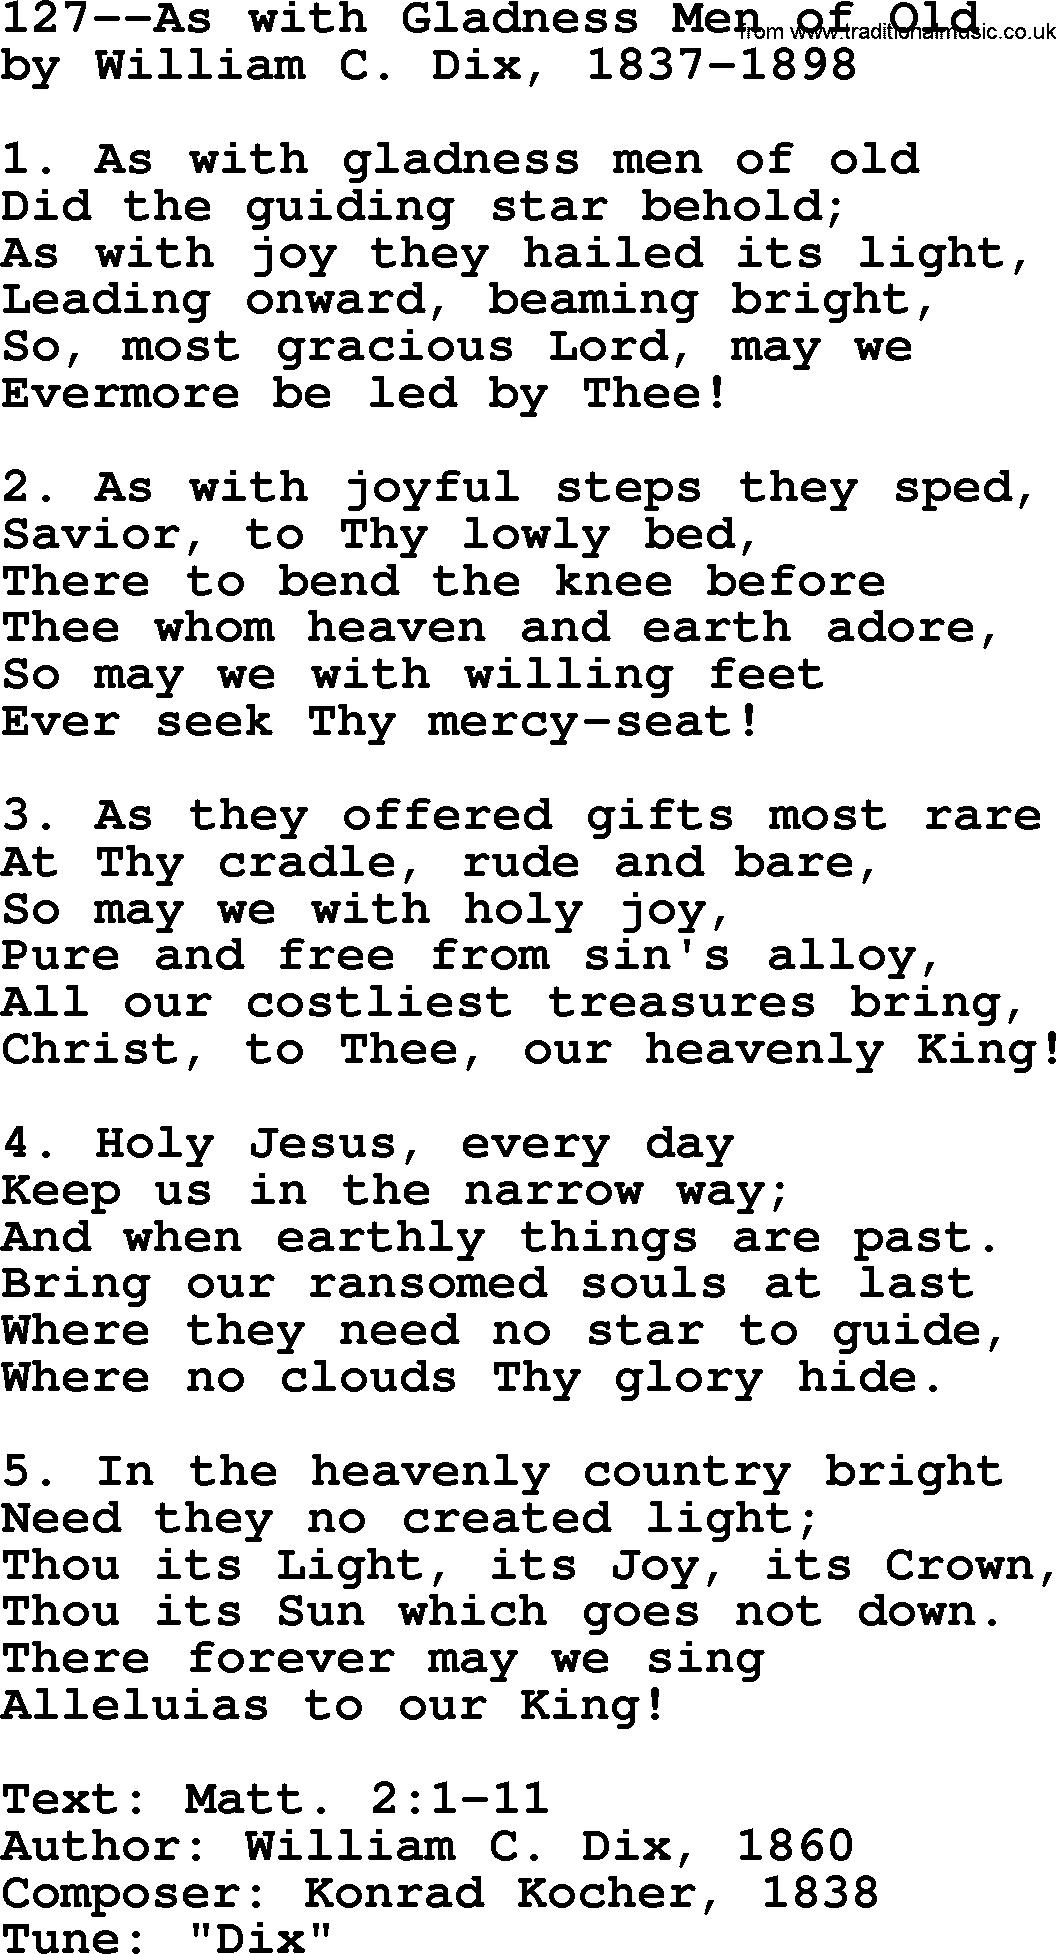 127--As with Gladness Men of Old
from www.traditionalmusic.co.uk
by William C. Dix, 1837-1898

1. As with gladness men of old
Did the guiding star behold;
As with joy they hailed its light,
Leading onward, beaming bright,
So, most gracious Lord, may we
Evermore be led by Thee!

2. As with joyful steps they sped,
Savior, to Thy lowly bed,
There to bend the knee before
Thee whom heaven and earth adore,
So may we with willing feet
Ever seek Thy mercy-seat!

3. As they offered gifts most rare
At Thy cradle, rude and bare,
So may we with holy joy,
Pure and free from sin's alloy,
All our costliest treasures bring,
Christ, to Thee, our heavenly King!

4. Holy Jesus, every day
Keep us in the narrow way;
And when earthly things are past.
Bring our ransomed souls at last
Where they need no star to guide,
Where no clouds Thy glory hide.

5. In the heavenly country bright
Need they no created light;
Thou its Light, its Joy, its Crown,
Thou its Sun which goes not down.
There forever may we sing
Alleluias to our King!

Text: Matt. 2:1-11
Author: William C. Dix, 1860
Composer: Konrad Kocher, 1838
Tune: "Dix"